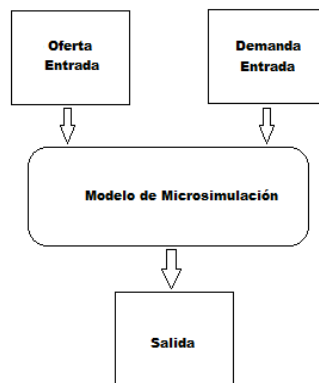 Oferta
Entrada
Demanda
Entrada
Modelo de Microsimulación
Salida